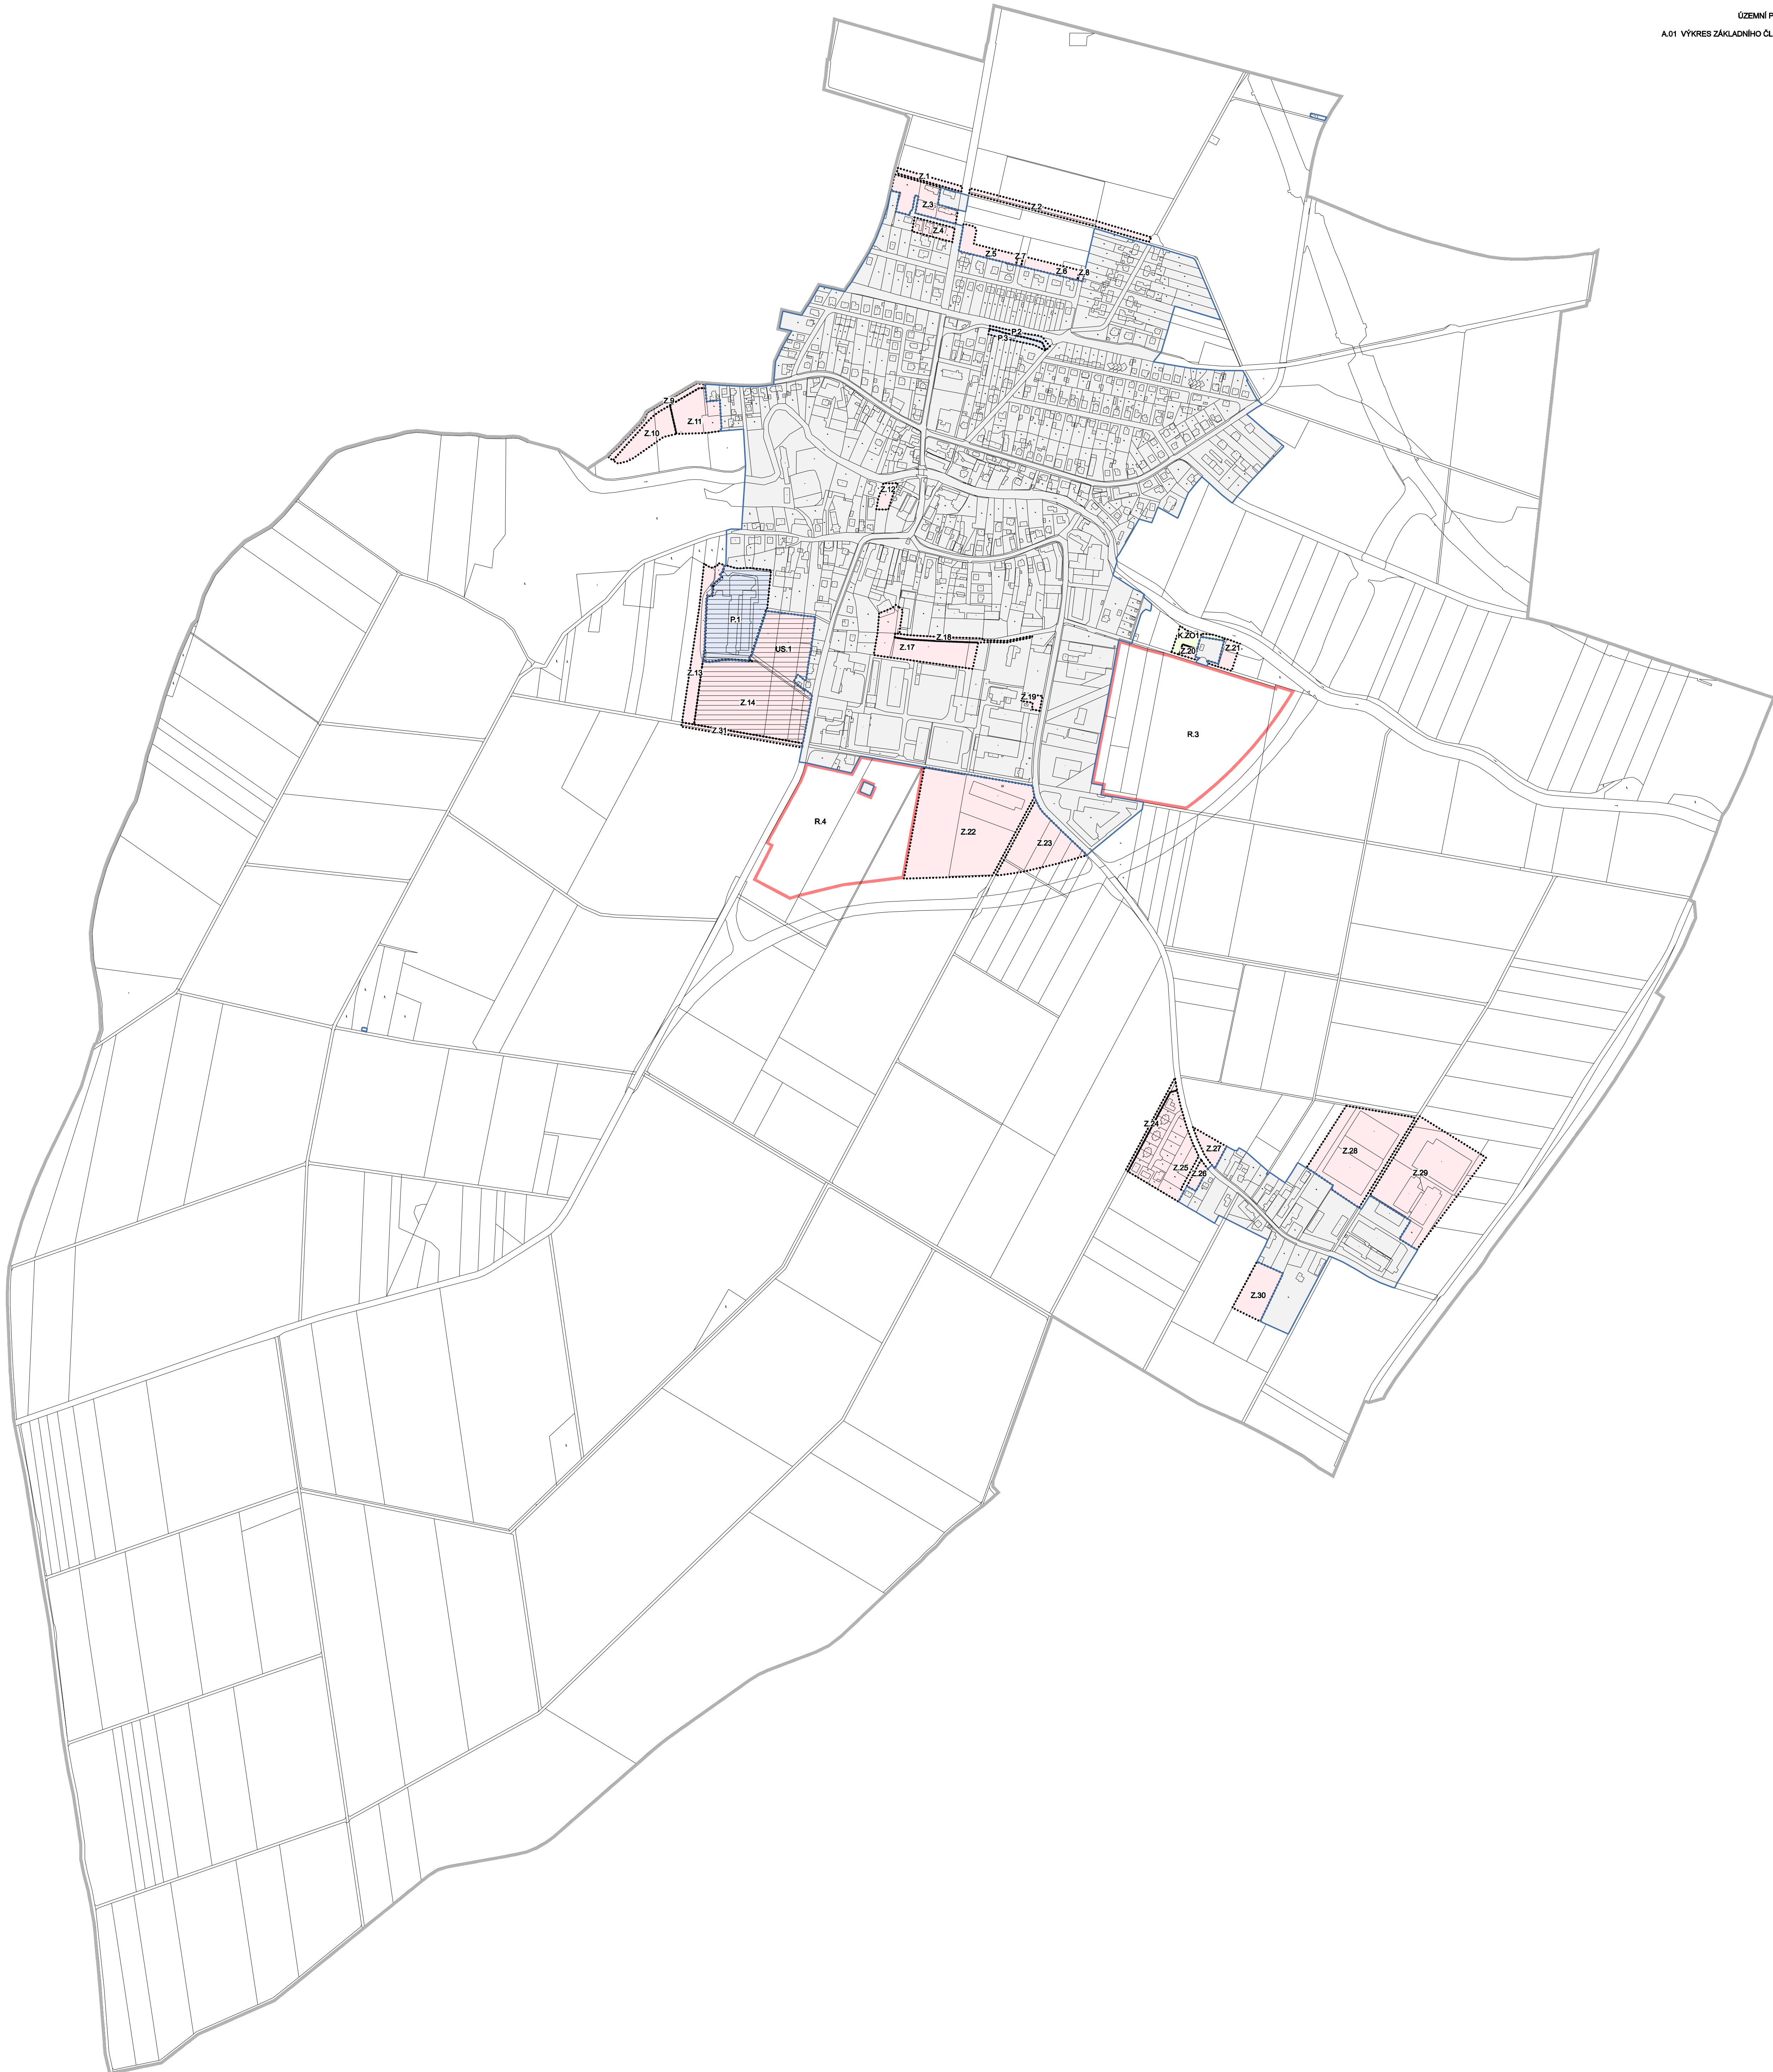 ÚZEMNÍ P
A.01 VÝKRES ZÁKLADNÍHO ČL
Z.1
Z.2
Z.3
Z.4
Z.5
Z.7
Z.6
Z.8
P.2
P.3
Z.9
Z.11
Z.10
Z.12
P.1
K.ZO1
Z.18
Z.17
US.1
Z.20
Z.21
Z.13
Z.19
Z.14
Z.31
R.3
R.4
Z.22
Z.23
Z.24
Z.27
Z.28
Z.25
Z.26
Z.29
Z.30